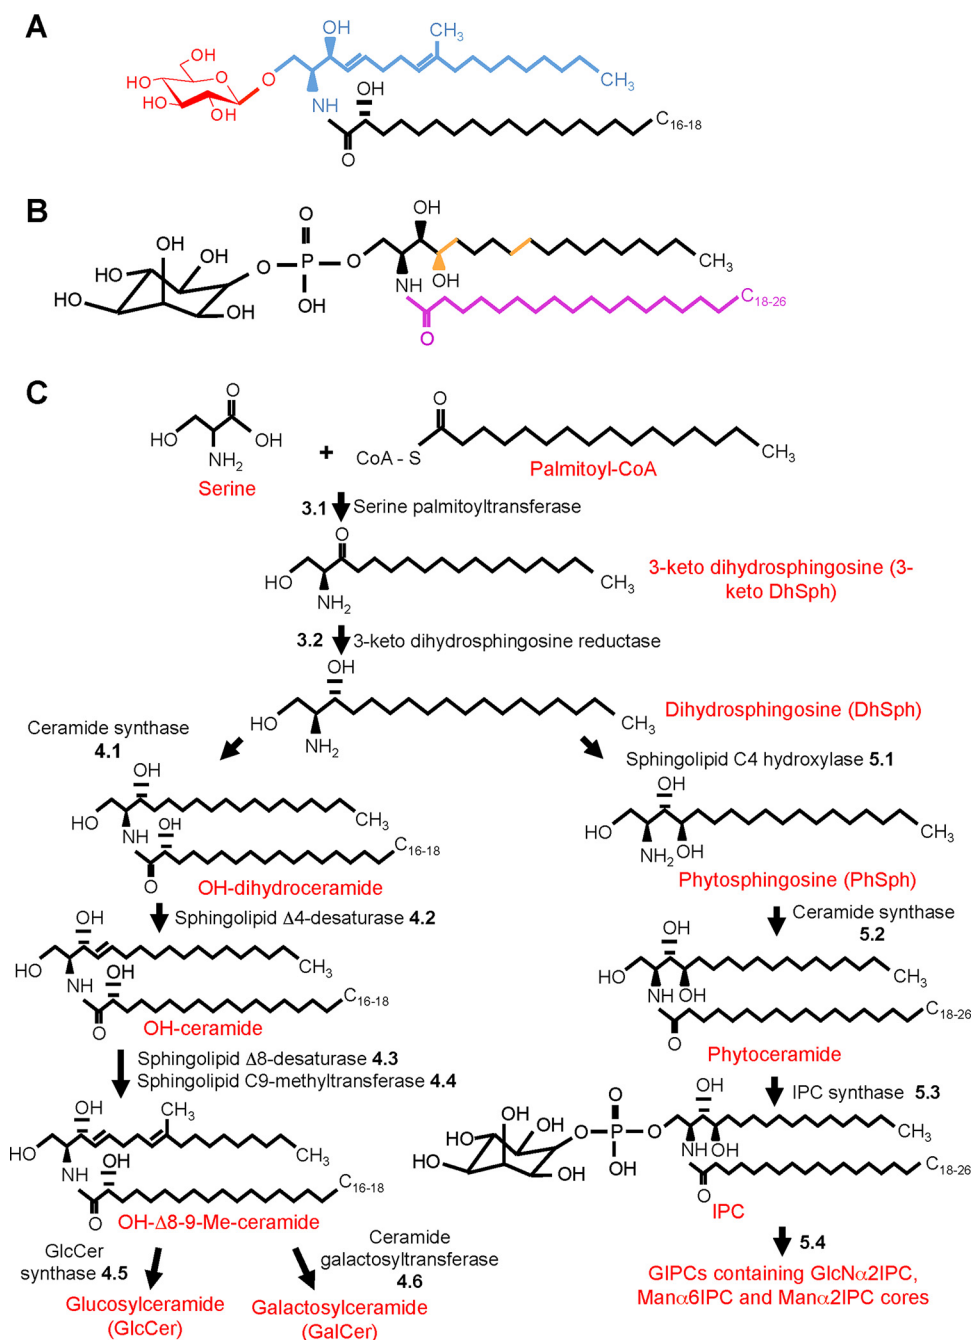 A
OH
CH3
HO
OH
O
O
CH3
HO
HO
OH
NH
OH
C16-18
O
B
OH
O
OH
OH
O
P
O
CH3
HO
OH
NH
OH
HO
OH
OH
C18-26
O
C
O
O
HO
OH
NH2
+
CoA - S
CH3
Serine
Palmitoyl-CoA
3.1 Serine palmitoyltransferase
O
HO
CH3
NH2
3-keto dihydrosphingosine (3-
keto DhSph)
3.2 3-keto dihydrosphingosine reductase
OH
HO
CH3
NH2
Dihydrosphingosine (DhSph)
Ceramide synthase
4.1
OH
HO
CH3
NH
OH
C16-18
O
OH-dihydroceramide
Sphingolipid Δ4-desaturase 4.2
OH
HO
CH3
NH
OH
C16-18
O
OH-ceramide
Sphingolipid Δ8-desaturase 4.3
Sphingolipid C9-methyltransferase 4.4
OH
CH3
HO
CH3
NH
OH
C16-18
O
OH-Δ8-9-Me-ceramide
GlcCer
synthase 4.5
Ceramide
galactosyltransferase
4.6
Glucosylceramide
(GlcCer)
Galactosylceramide
(GalCer)
Sphingolipid C4 hydroxylase 5.1
OH
HO
CH3
NH2
OH
Phytosphingosine (PhSph)
Ceramide synthase
5.2
OH
HO
CH3
NH
OH
C18-26
O
Phytoceramide
IPC synthase 5.3
OH
O
OH
OH
O
P
O
CH3
HO
OH
NH
OH
HO
OH
OH
C18-26
O
IPC
5.4
GIPCs containing GlcNα2IPC,
Manα6IPC and Manα2IPC cores